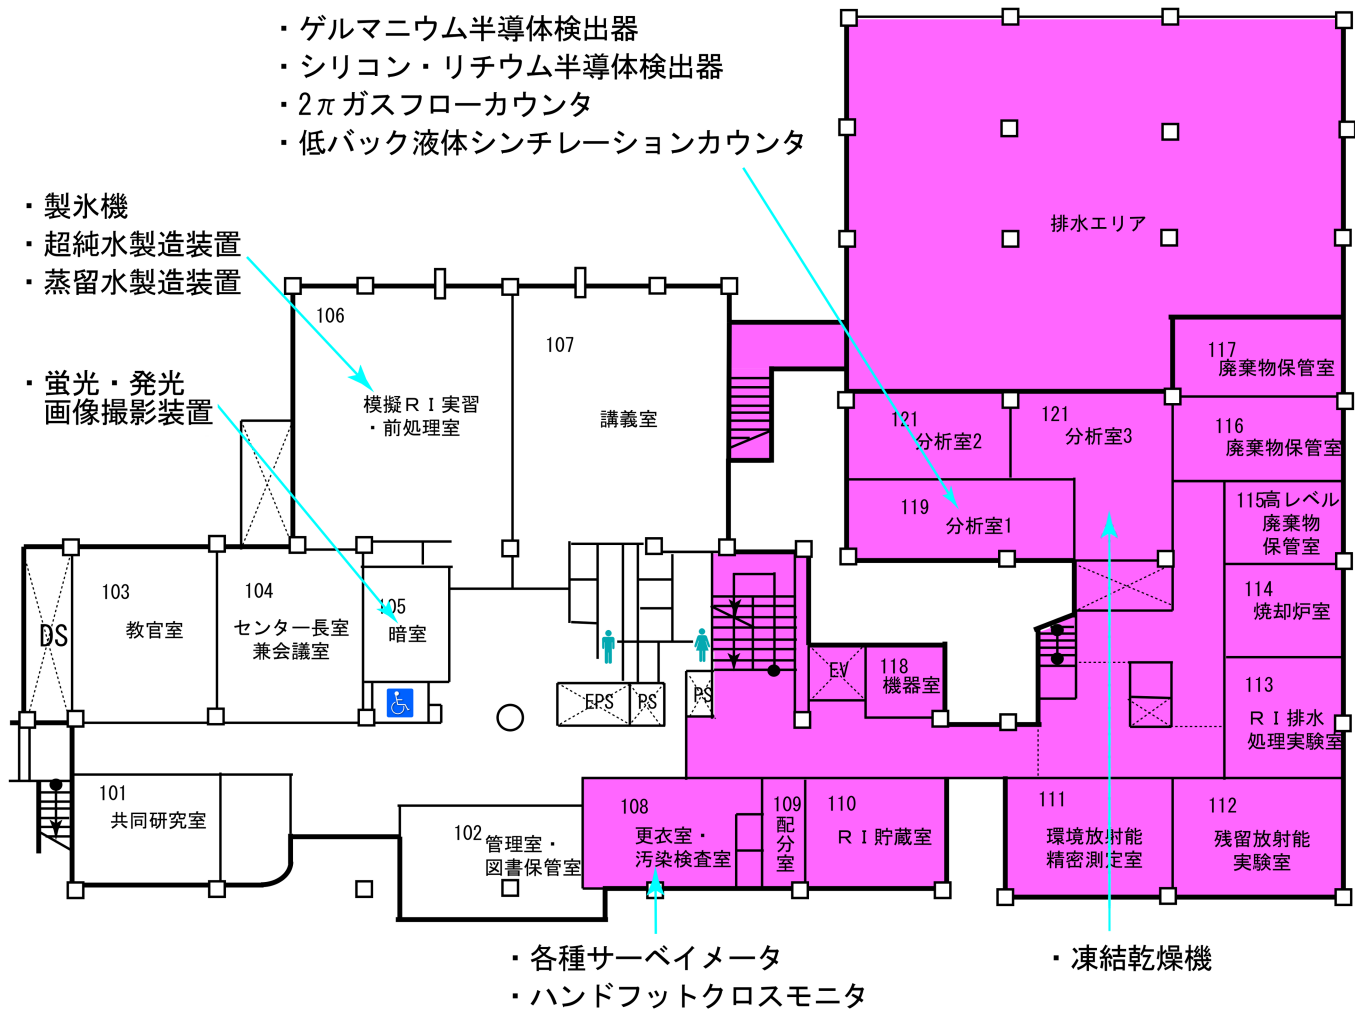 ・ゲルマニウム半導体検出器
・シリコン・リチウム半導体検出器
・2πガスフローカウンタ
・低バック液体シンチレーションカウンタ
・製氷機
・超純水製造装置
・蒸留水製造装置
・蛍光・発光
画像撮影装置
排水エリア
106
模擬ＲＩ実習
・前処理室
107
講義室
117
廃棄物保管室
116
廃棄物保管室
121
分析室2
121
分析室3
119
分析室1
115
高レベル
廃棄物
保管室
114
焼却炉室
113
ＲＩ排水
処理実験室
DS
103
教官室
104
センター長室
兼会議室
105
暗室
EPS
PS
PS
EV
118
機器室
101
共同研究室
102
管理室・
図書保管室
108
更衣室・
汚染検査室
109
配
分
室
110
ＲＩ貯蔵室
111
環境放射能
精密測定室
112
残留放射能
実験室
・各種サーベイメータ
・ハンドフットクロスモニタ
・凍結乾燥機